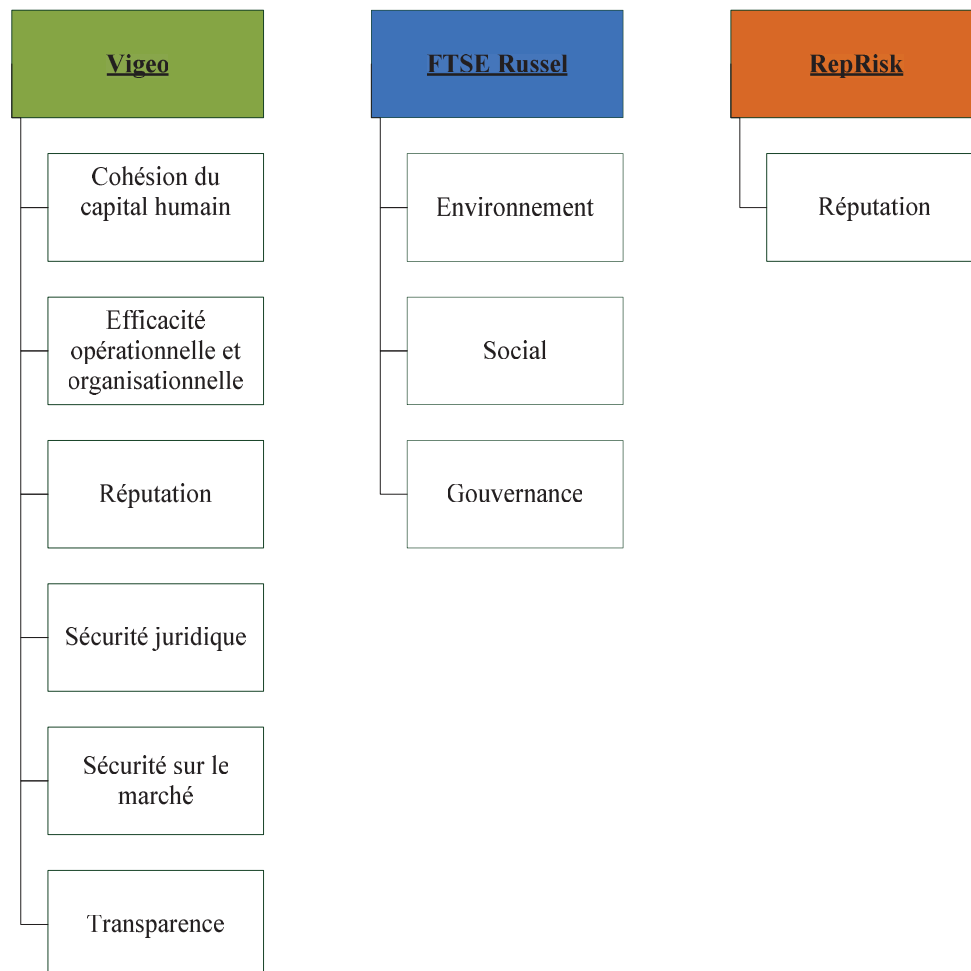 Vigeo
Cohésion du
capital humain
Efficacité
opérationnelle et
organisationnelle
Réputation
Sécurité juridique
Sécurité sur le
marché
Transparence
FTSE Russel
Environnement
Social
Gouvernance
RepRisk
Réputation